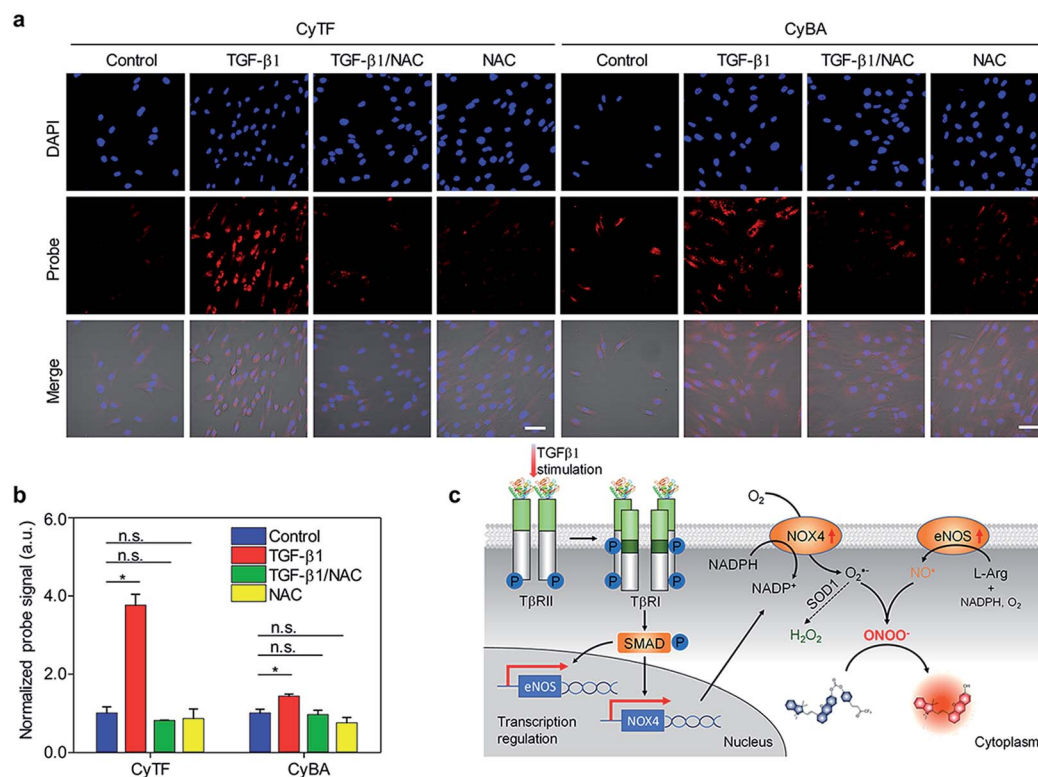 a
CyTF CyBA
Control TGF-β1 TGF-β1/NAC NAC Control TGF-β1 TGF-β1/NAC NAC
DAPI
Probe
Merge
b
Normalized probe signal (a.u.)
6.0
4.0
2.0
0.0
Control
TGF-β1
TGF-β1/NAC
NAC
n.s.
n.s.
*
n.s.
n.s.
*
CyTF CyBA
c
TGFβ1
stimulation
P P
P P
P P
TβRII TβRI
SMAD P
eNOS
NOX4
Transcription
regulation
Nucleus
O₂
NOX4
eNOS
NADPH
NADP⁺
O₂•⁻
SOD1
H₂O₂
NO•
L-Arg
+
NADPH, O₂
ONOO⁻
OH
Cytoplasm